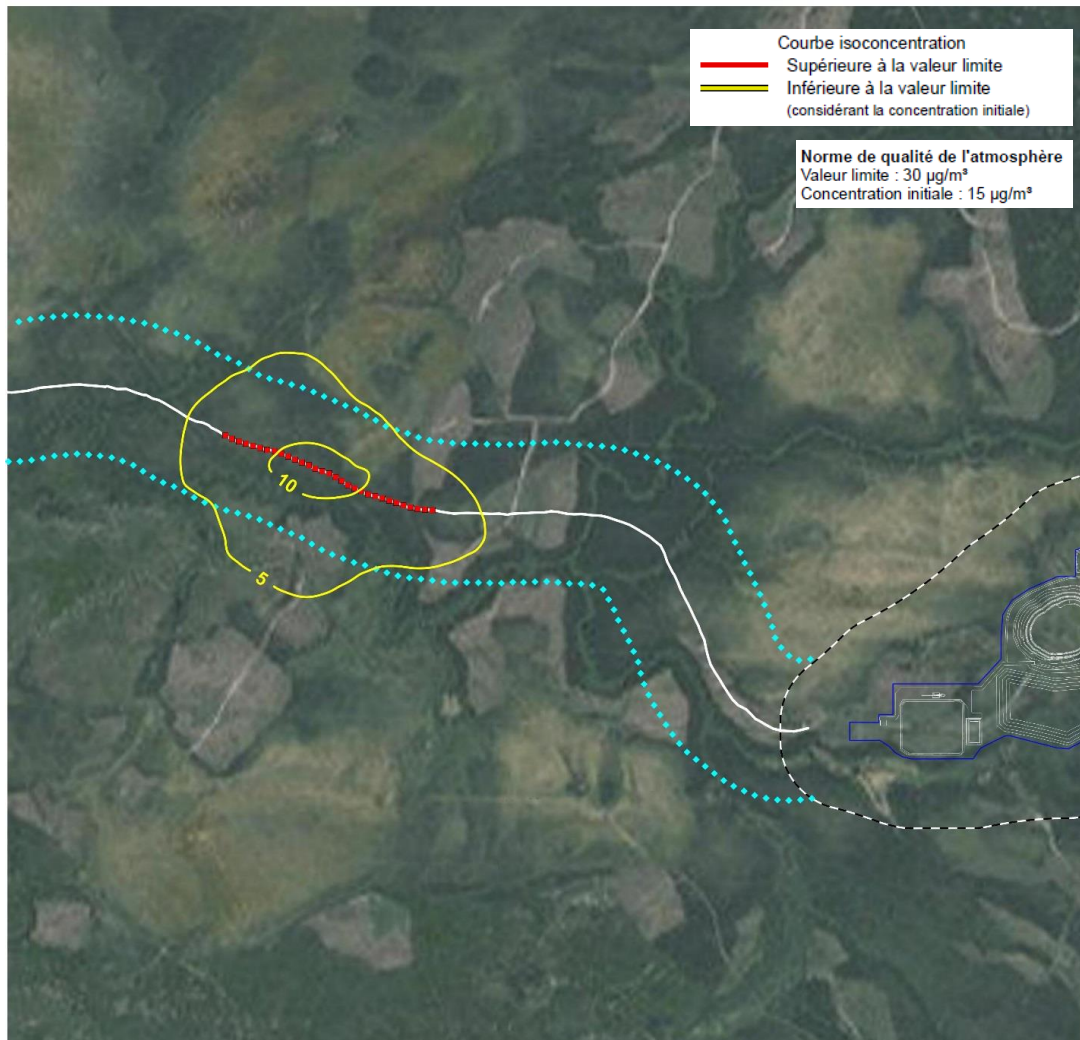 Courbe isoconcentration
Supérieure à la valeur limite
Inférieure à la valeur limite
(considérant la concentration initiale)
Norme de qualité de l'atmosphère
Valeur limite : 30 µg/m³
Concentration initiale : 15 µg/m³
10
5